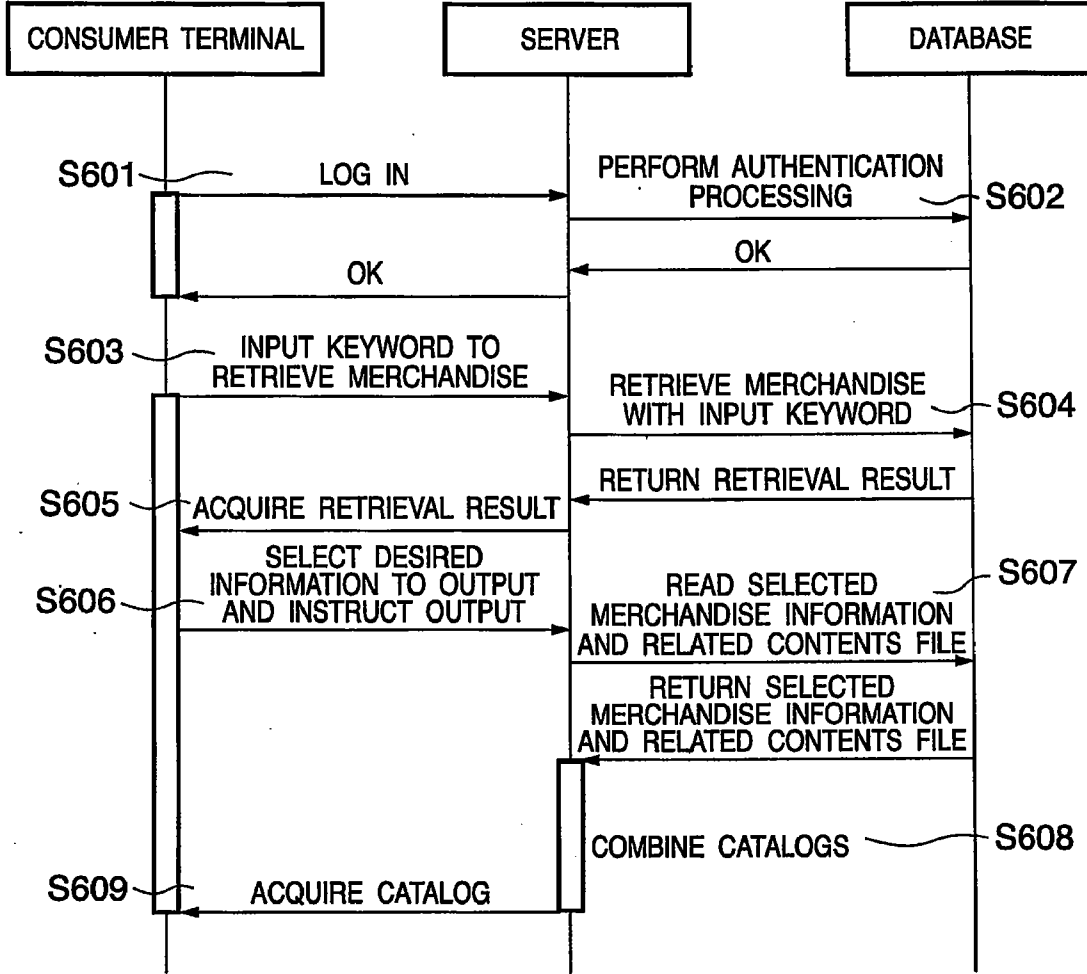 CONSUMER TERMINAL
SERVER
DATABASE
S601
LOG IN
PERFORM AUTHENTICATION
PROCESSING
S602
OK
OK
S603
INPUT KEYWORD TO
RETRIEVE MERCHANDISE
RETRIEVE MERCHANDISE
WITH INPUT KEYWORD
S604
RETURN RETRIEVAL RESULT
S605
ACQUIRE RETRIEVAL RESULT
S606
SELECT DESIRED
INFORMATION TO OUTPUT
AND INSTRUCT OUTPUT
READ SELECTED
MERCHANDISE INFORMATION
AND RELATED CONTENTS FILE
S607
RETURN SELECTED
MERCHANDISE INFORMATION
AND RELATED CONTENTS FILE
COMBINE CATALOGS
S608
S609
ACQUIRE CATALOG